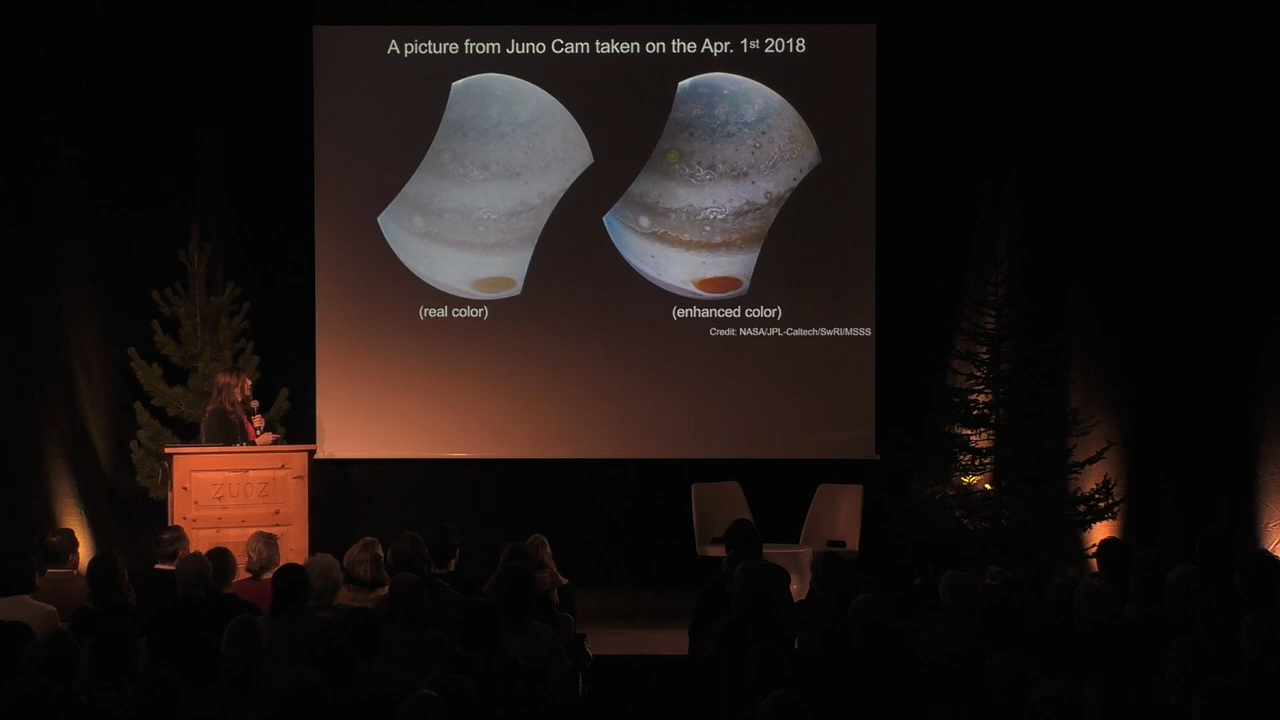 A picture from Juno Cam taken on the Apr. 1st 2018
(real color)
(enhanced color)
Credit: NASA/JPL-Caltech/SwRI/MSSS
ZUOZ